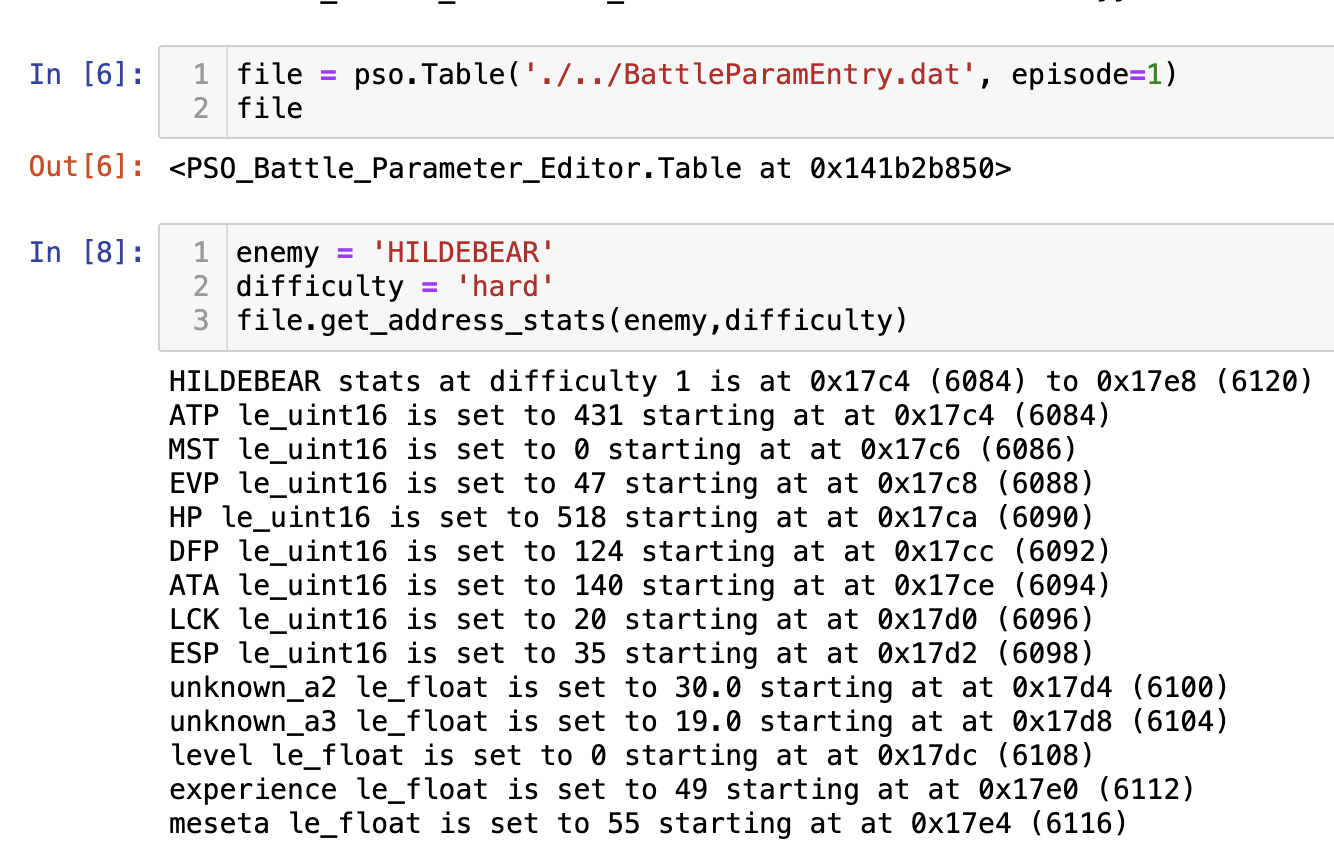 In [6]:
1 file = pso.Table('./../BattleParamEntry.dat', episode=1)
2 file
Out[6]: <PSO_Battle_Parameter_Editor.Table at 0x141b2b850>
In [8]:
1 enemy = 'HILDEBEAR'
2 difficulty = 'hard'
3 file.get_address_stats(enemy,difficulty)
HILDEBEAR stats at difficulty 1 is at 0x17c4 (6084) to 0x17e8 (6120)
ATP le_uint16 is set to 431 starting at at 0x17c4 (6084)
MST le_uint16 is set to 0 starting at at 0x17c6 (6086)
EVP le_uint16 is set to 47 starting at at 0x17c8 (6088)
HP le_uint16 is set to 518 starting at at 0x17ca (6090)
DFP le_uint16 is set to 124 starting at at 0x17cc (6092)
ATA le_uint16 is set to 140 starting at at 0x17ce (6094)
LCK le_uint16 is set to 20 starting at at 0x17d0 (6096)
ESP le_uint16 is set to 35 starting at at 0x17d2 (6098)
unknown_a2 le_float is set to 30.0 starting at at 0x17d4 (6100)
unknown_a3 le_float is set to 19.0 starting at at 0x17d8 (6104)
level le_float is set to 0 starting at at 0x17dc (6108)
experience le_float is set to 49 starting at at 0x17e0 (6112)
meseta le_float is set to 55 starting at at 0x17e4 (6116)